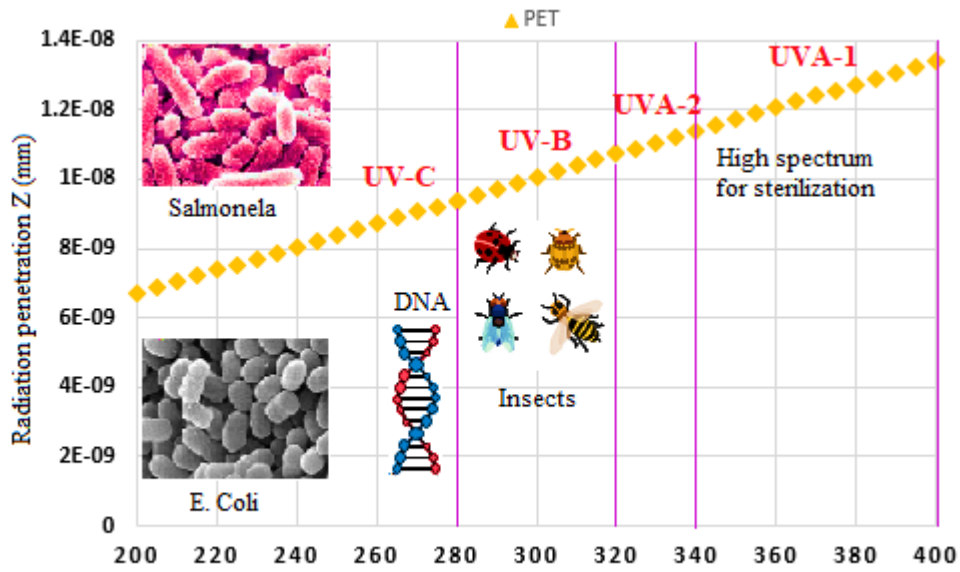 PET
1.4E-08
1.2E-08
1E-08
8E-09
6E-09
4E-09
2E-09
0
Radiation penetration Z (mm)
200 220 240 260 280 300 320 340 360 380 400
UV-C
UV-B
UVA-2
UVA-1
High spectrum
for sterilization
Salmonela
DNA
Insects
E. Coli